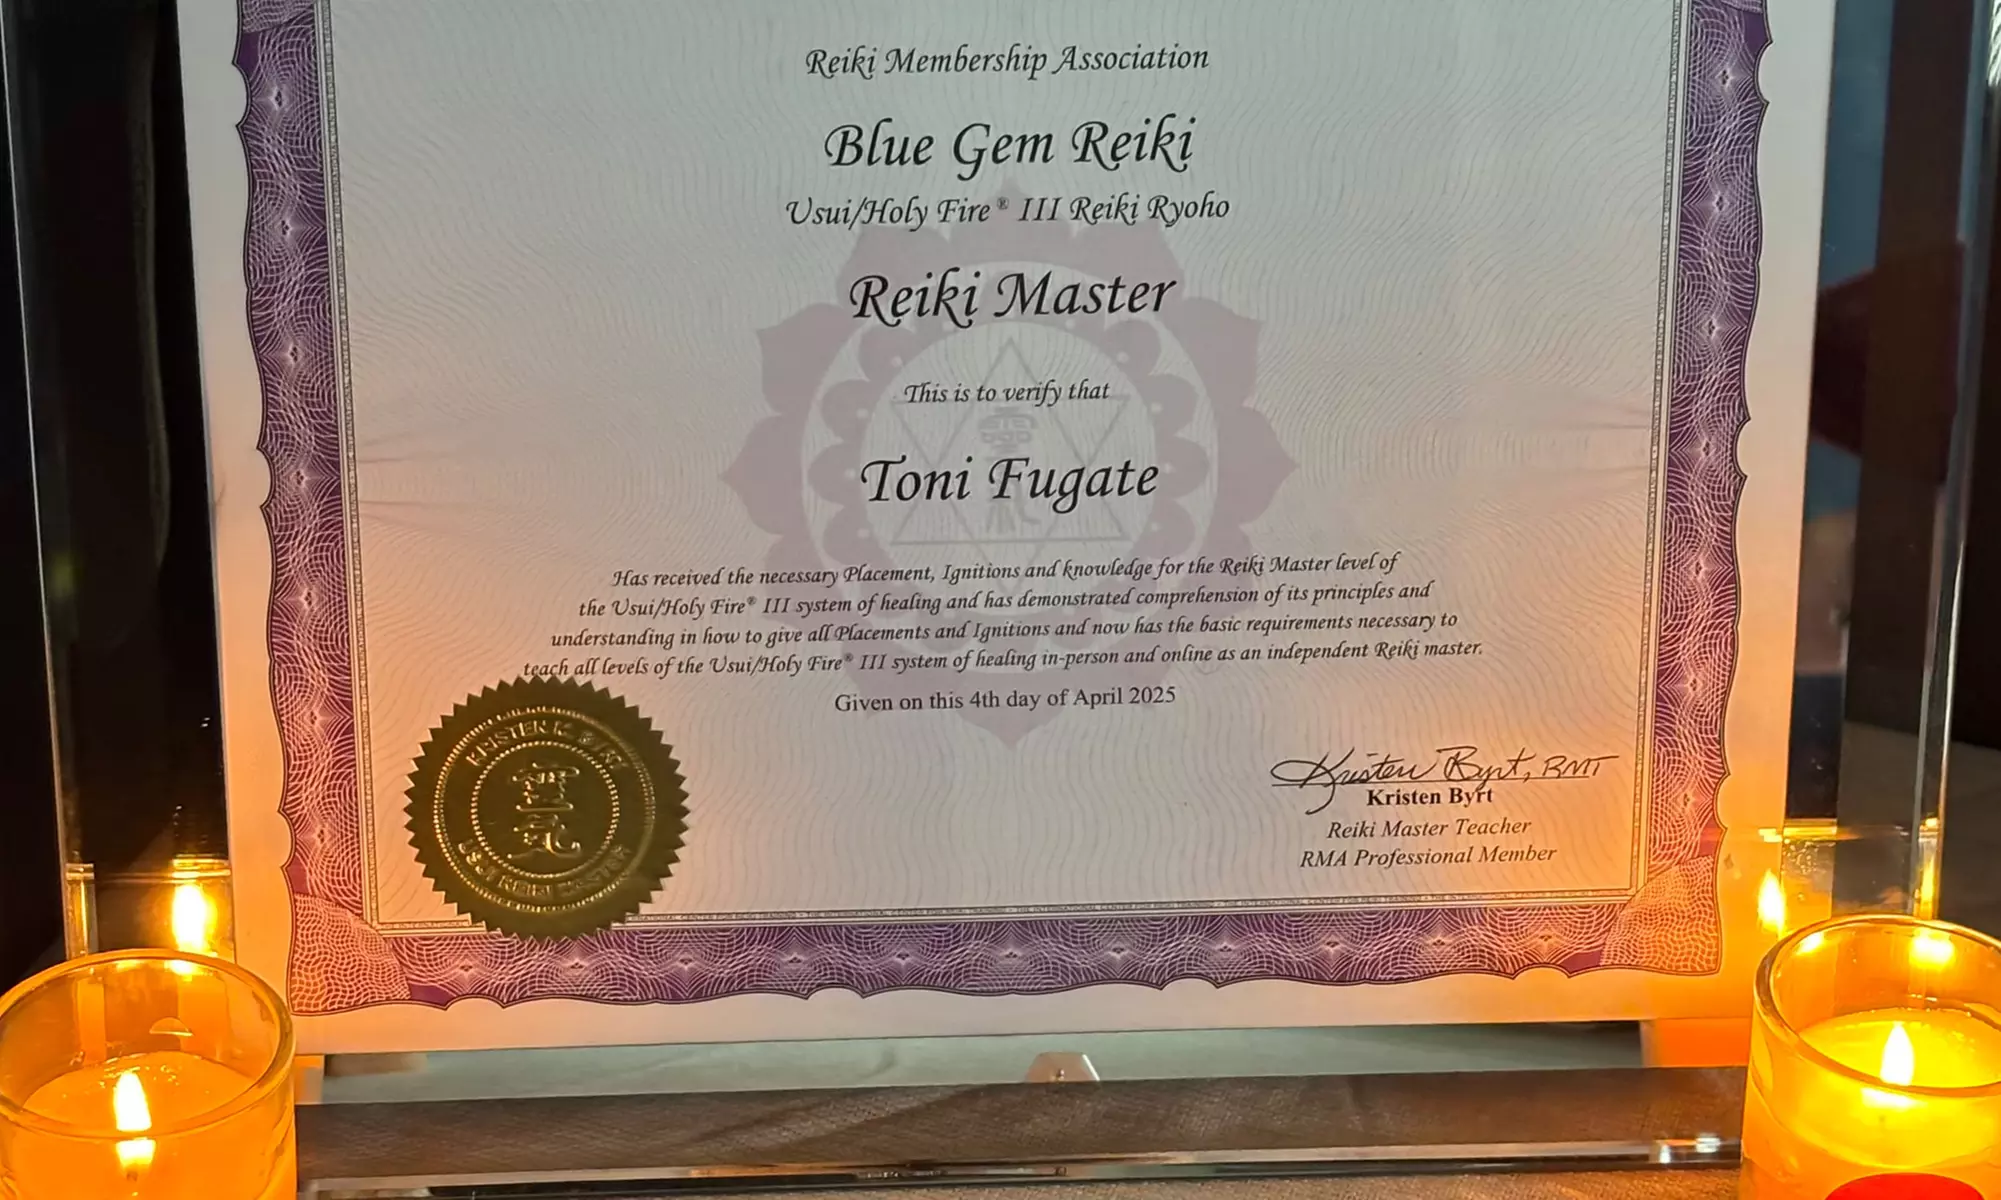 Reiki Membership Association
Blue Gem Reiki
Usui/Holy Fire® III Reiki Ryoho
Reiki Master
This is to verify that
Toni Fugate
Has received the necessary Placement, Ignitions and knowledge for the Reiki Master level of
the Usui/Holy Fire® III system of healing and has demonstrated comprehension of its principles and
understanding in how to give all Placements and Ignitions and now has the basic requirements necessary to
teach all levels of the Usui/Holy Fire® III system of healing in-person and online as an independent Reiki master.
Given on this 4th day of April 2025
Kristen Byrt, RMT
Kristen Byrt
Reiki Master Teacher
RMA Professional Member
KRISTEN
USUI REIKI MASTER